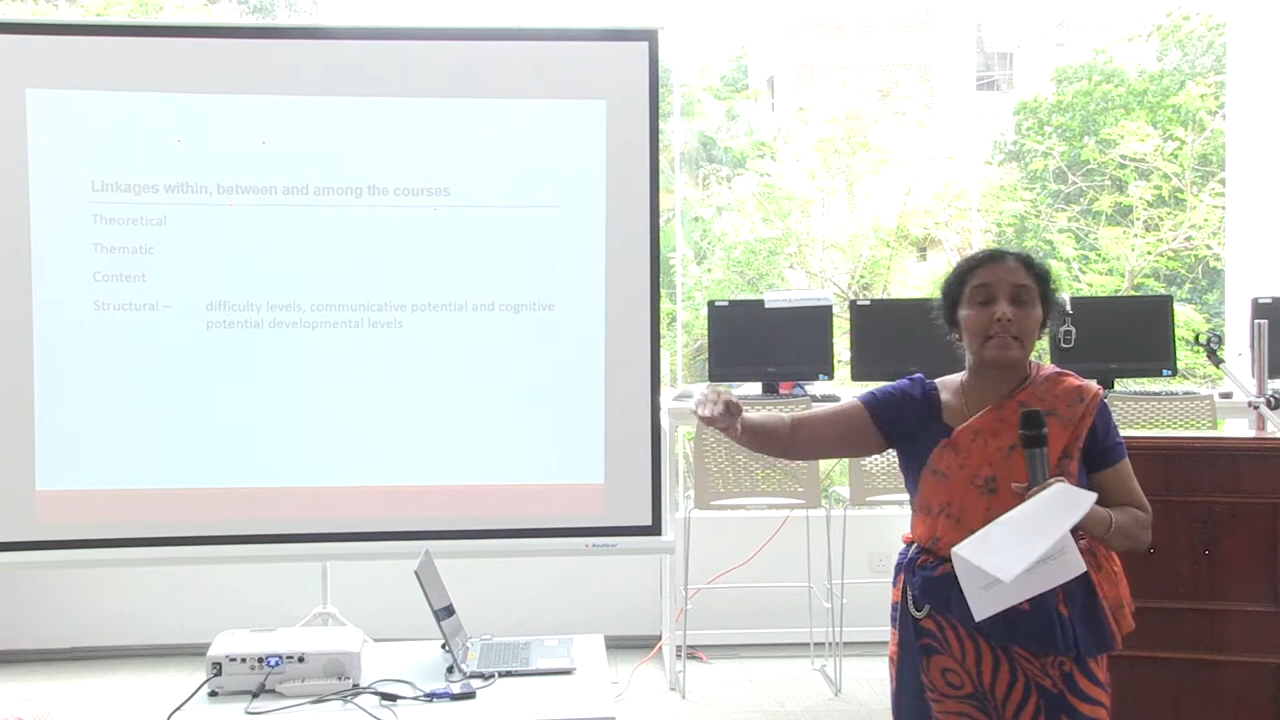 Linkages within, between and among the courses
Theoretical
Thematic
Content
Structural – difficulty levels, communicative potential and cognitive
potential developmental levels